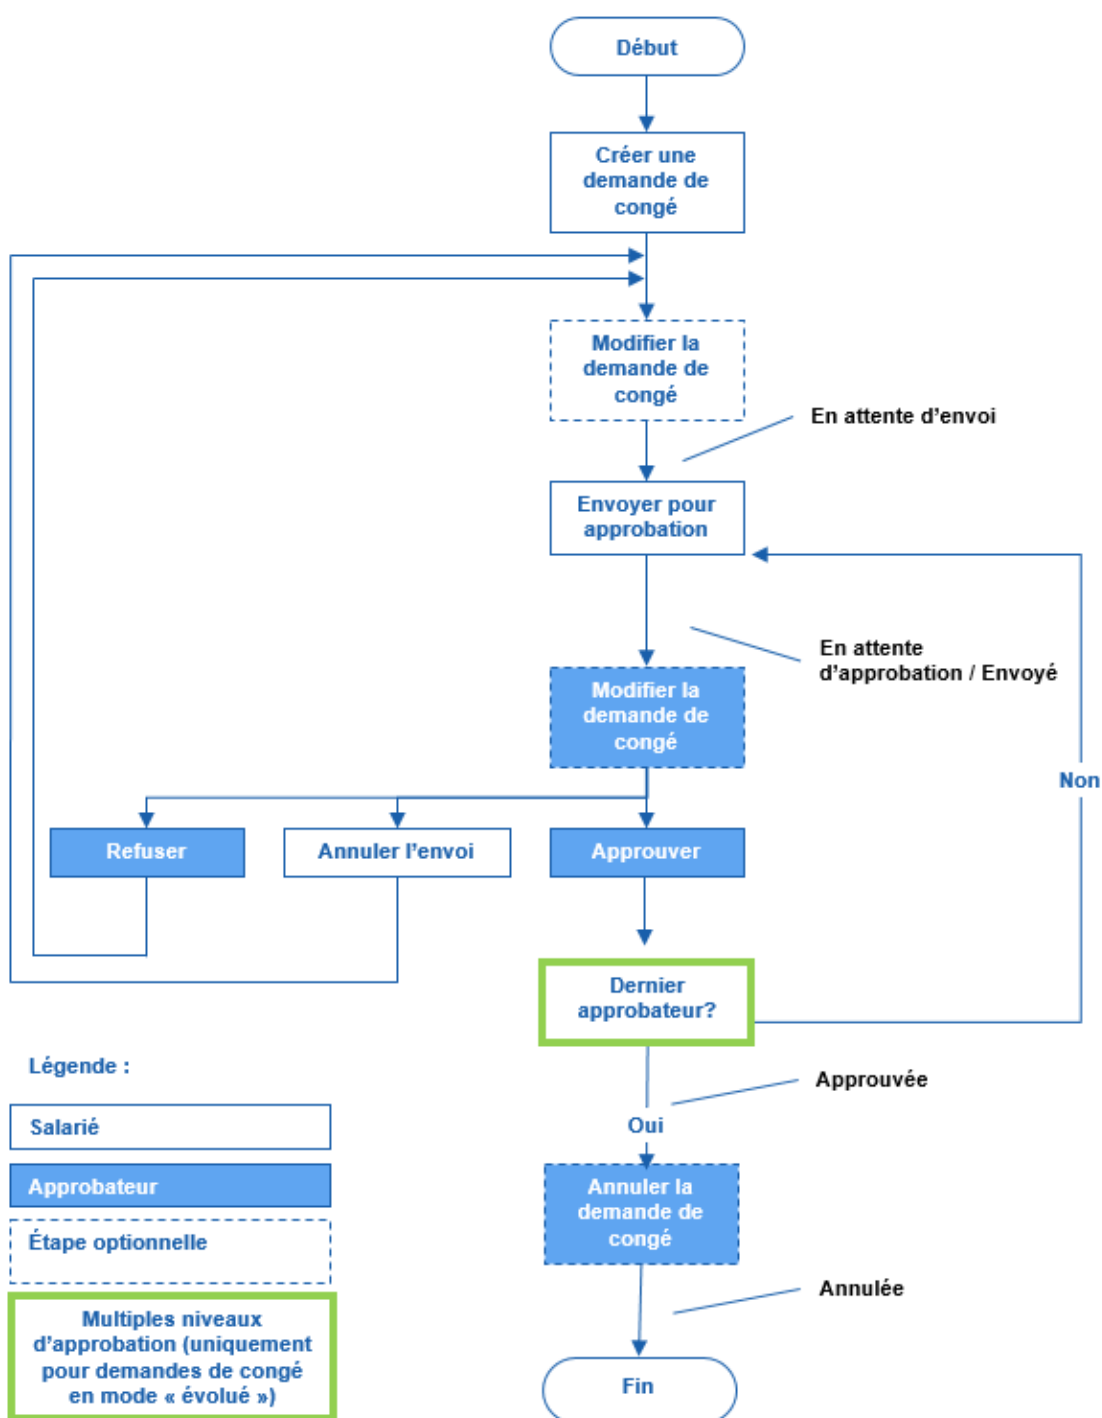 Début
Créer une
demande de
congé
Modifier la
demande de
congé
En attente d'envoi
Envoyer pour
approbation
En attente
d'approbation / Envoyé
Modifier la
demande de
congé
Non
Refuser
Annuler l'envoi
Approuver
Dernier
approbateur?
Légende :
Approuvée
Salarié
Oui
Approbateur
Annuler la
demande de
congé
Étape optionnelle
Annulée
Multiples niveaux
d'approbation (uniquement
pour demandes de congé
en mode « évolué »)
Fin